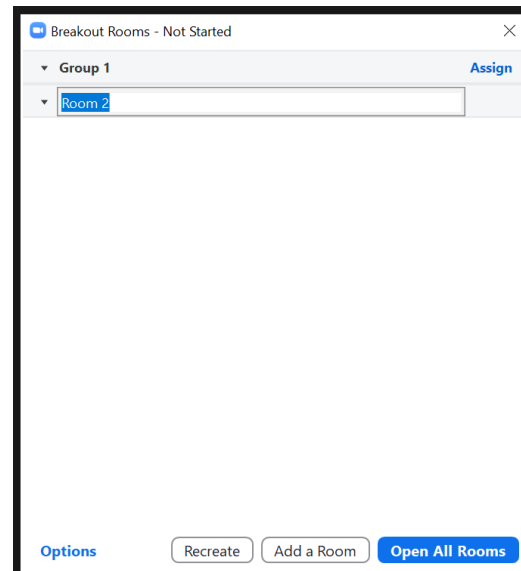 Breakout Rooms - Not Started
Group 1 Assign
Room 2
Options Recreate Add a Room Open All Rooms